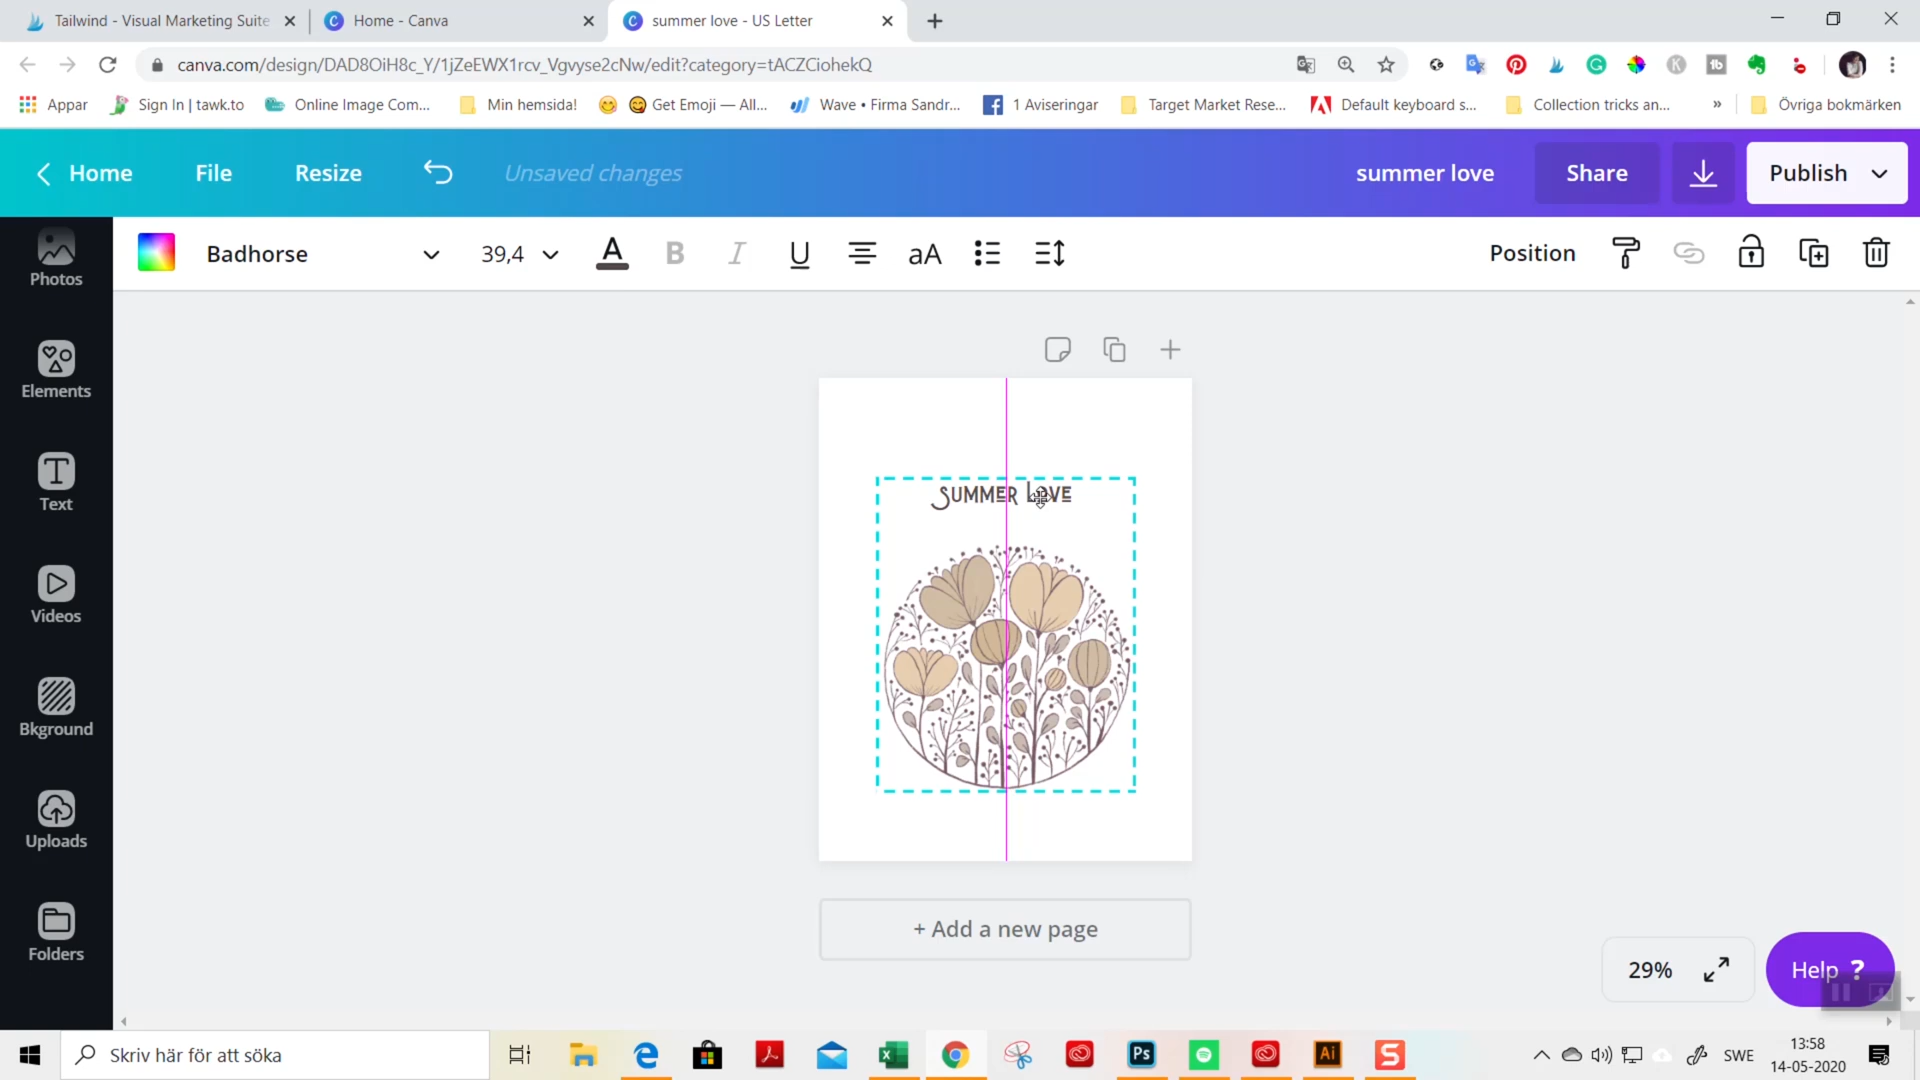 Tailwind - Visual Marketing Suite
Home - Canva
summer love - US Letter
canva.com/design/DAD8OiH8c_Y/1jZeEWX1rcv_Vgvyse2cNw/edit?category=tACZCiohekQ
Appar
Sign In | tawk.to
Online Image Com...
Min hemsida!
Get Emoji — All...
Wave • Firma Sandr...
1 Aviseringar
Target Market Rese...
Default keyboard s...
Collection tricks an...
»
Övriga bokmärken
Home
File
Resize
Unsaved changes
summer love
Share
Publish
Badhorse
39,4
A
B
I
U
aA
Position
Photos
Elements
Text
Videos
Bkground
Uploads
Folders
Summer Love
+ Add a new page
29%
Help ?
Skriv här för att söka
Ps
Ai
S
SWE
13:58
14-05-2020